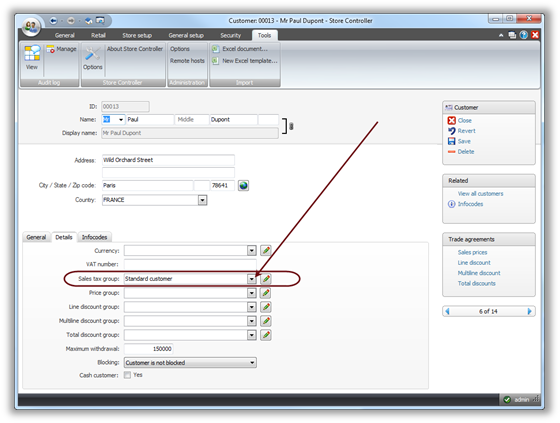 Customer: 00013 - Mr Paul Dupont - Store Controller
General Retail Store setup General setup Security Tools
View Manage Options About Store Controller Options Remote hosts Excel document... New Excel template...
Audit log Store Controller Administration Import
ID: 00013
Name: Mr Paul Middle Dupont
Display name: Mr Paul Dupont
Address: Wild Orchard Street
City / State / Zip code: Paris 78641
Country: FRANCE
General Details Infocodes
Currency:
VAT number:
Sales tax group: Standard customer
Price group:
Line discount group:
Multiline discount group:
Total discount group:
Maximum withdrawal: 150000
Blocking: Customer is not blocked
Cash customer: Yes
Customer
Close
Revert
Save
Delete
Related
View all customers
Infocodes
Trade agreements
Sales prices
Line discount
Multiline discount
Total discounts
6 of 14
admin